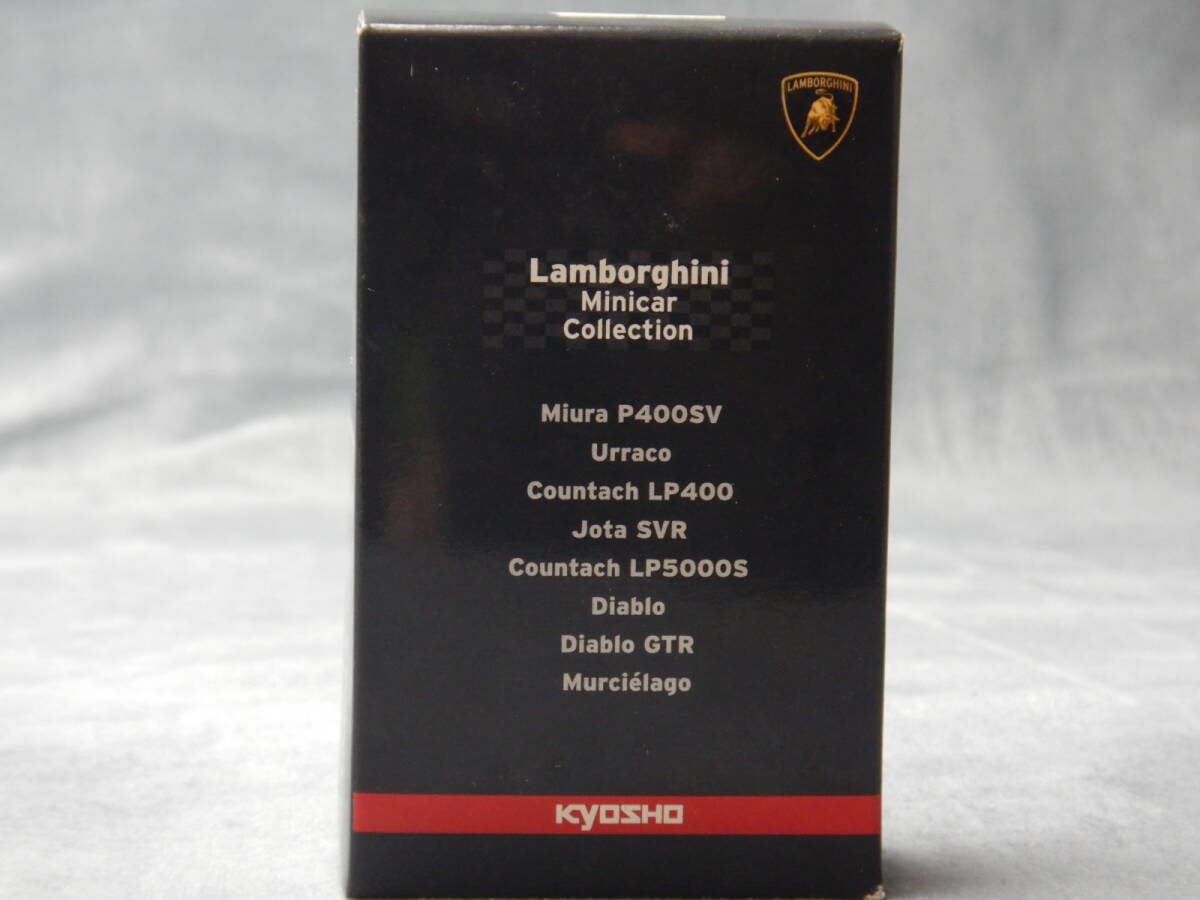 LAMBORGHINI
Lamborghini
Minicar
Collection
Miura P400SV
Urraco
Countach LP400
Jota SVR
Countach LP5000S
Diablo
Diablo GTR
Murciélago
KYOSHO